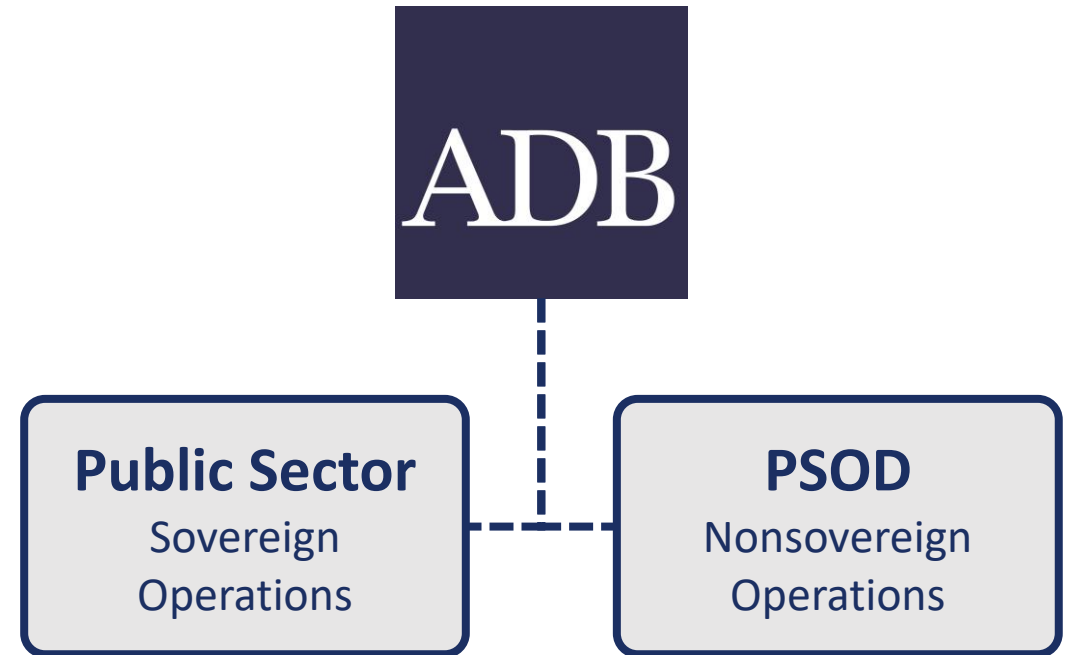 ADB
Public Sector
Sovereign
Operations
PSOD
Nonsovereign
Operations